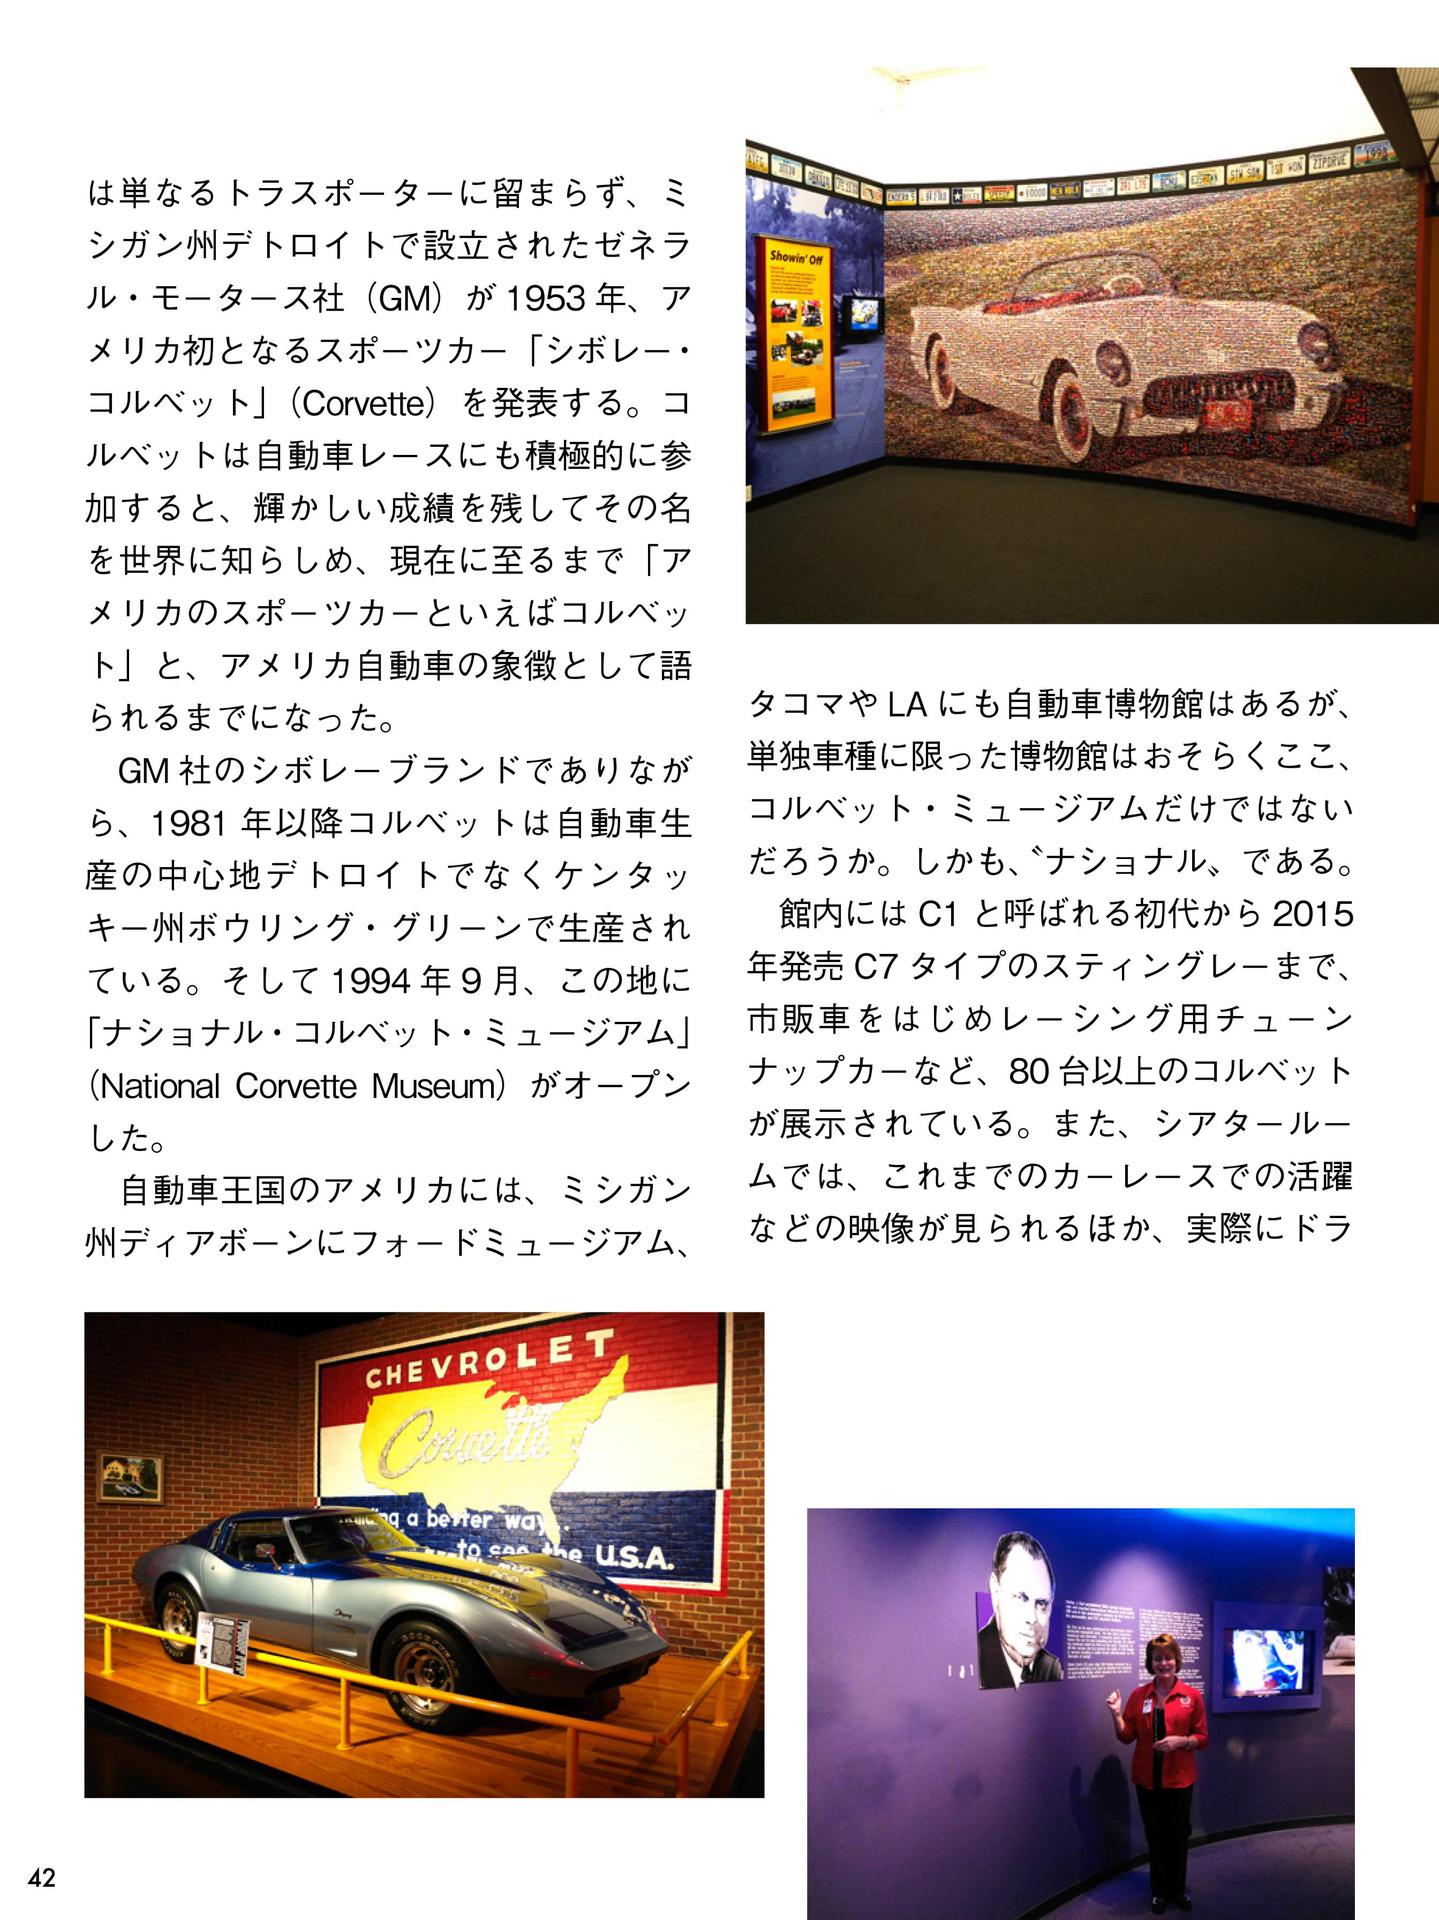 は単なるトラスポーターに留まらず、ミ
シガン州デトロイトで設立されたゼネラ
ル・モータース社（GM）が 1953 年、ア
メリカ初となるスポーツカー「シボレー・
コルベット」（Corvette）を発表する。コ
ルベットは自動車レースにも積極的に参
加すると、輝かしい成績を残してその名
を世界に知らしめ、現在に至るまで「ア
メリカのスポーツカーといえばコルベッ
ト」と、アメリカ自動車の象徴として語
られるまでになった。
GM 社のシボレーブランドでありなが
ら、1981 年以降コルベットは自動車生
産の中心地デトロイトでなくケンタッ
キー州ボウリング・グリーンで生産され
ている。そして 1994 年 9 月、この地に
「ナショナル・コルベット・ミュージアム」
（National Corvette Museum）がオープン
した。
自動車王国のアメリカには、ミシガン
州ディアボーンにフォードミュージアム、
Showin' Off
ZIPDRVE
1ST WON
タコマや LA にも自動車博物館はあるが、
単独車種に限った博物館はおそらくここ、
コルベット・ミュージアムだけではない
だろうか。しかも、〝ナショナル〟である。
館内には C1 と呼ばれる初代から 2015
年発売 C7 タイプのスティングレーまで、
市販車をはじめレーシング用チューン
ナップカーなど、80 台以上のコルベット
が展示されている。また、シアタールー
ムでは、これまでのカーレースでの活躍
などの映像が見られるほか、実際にドラ
CHEVROLET
Corvette
a better way..
to see the U.S.A.
42